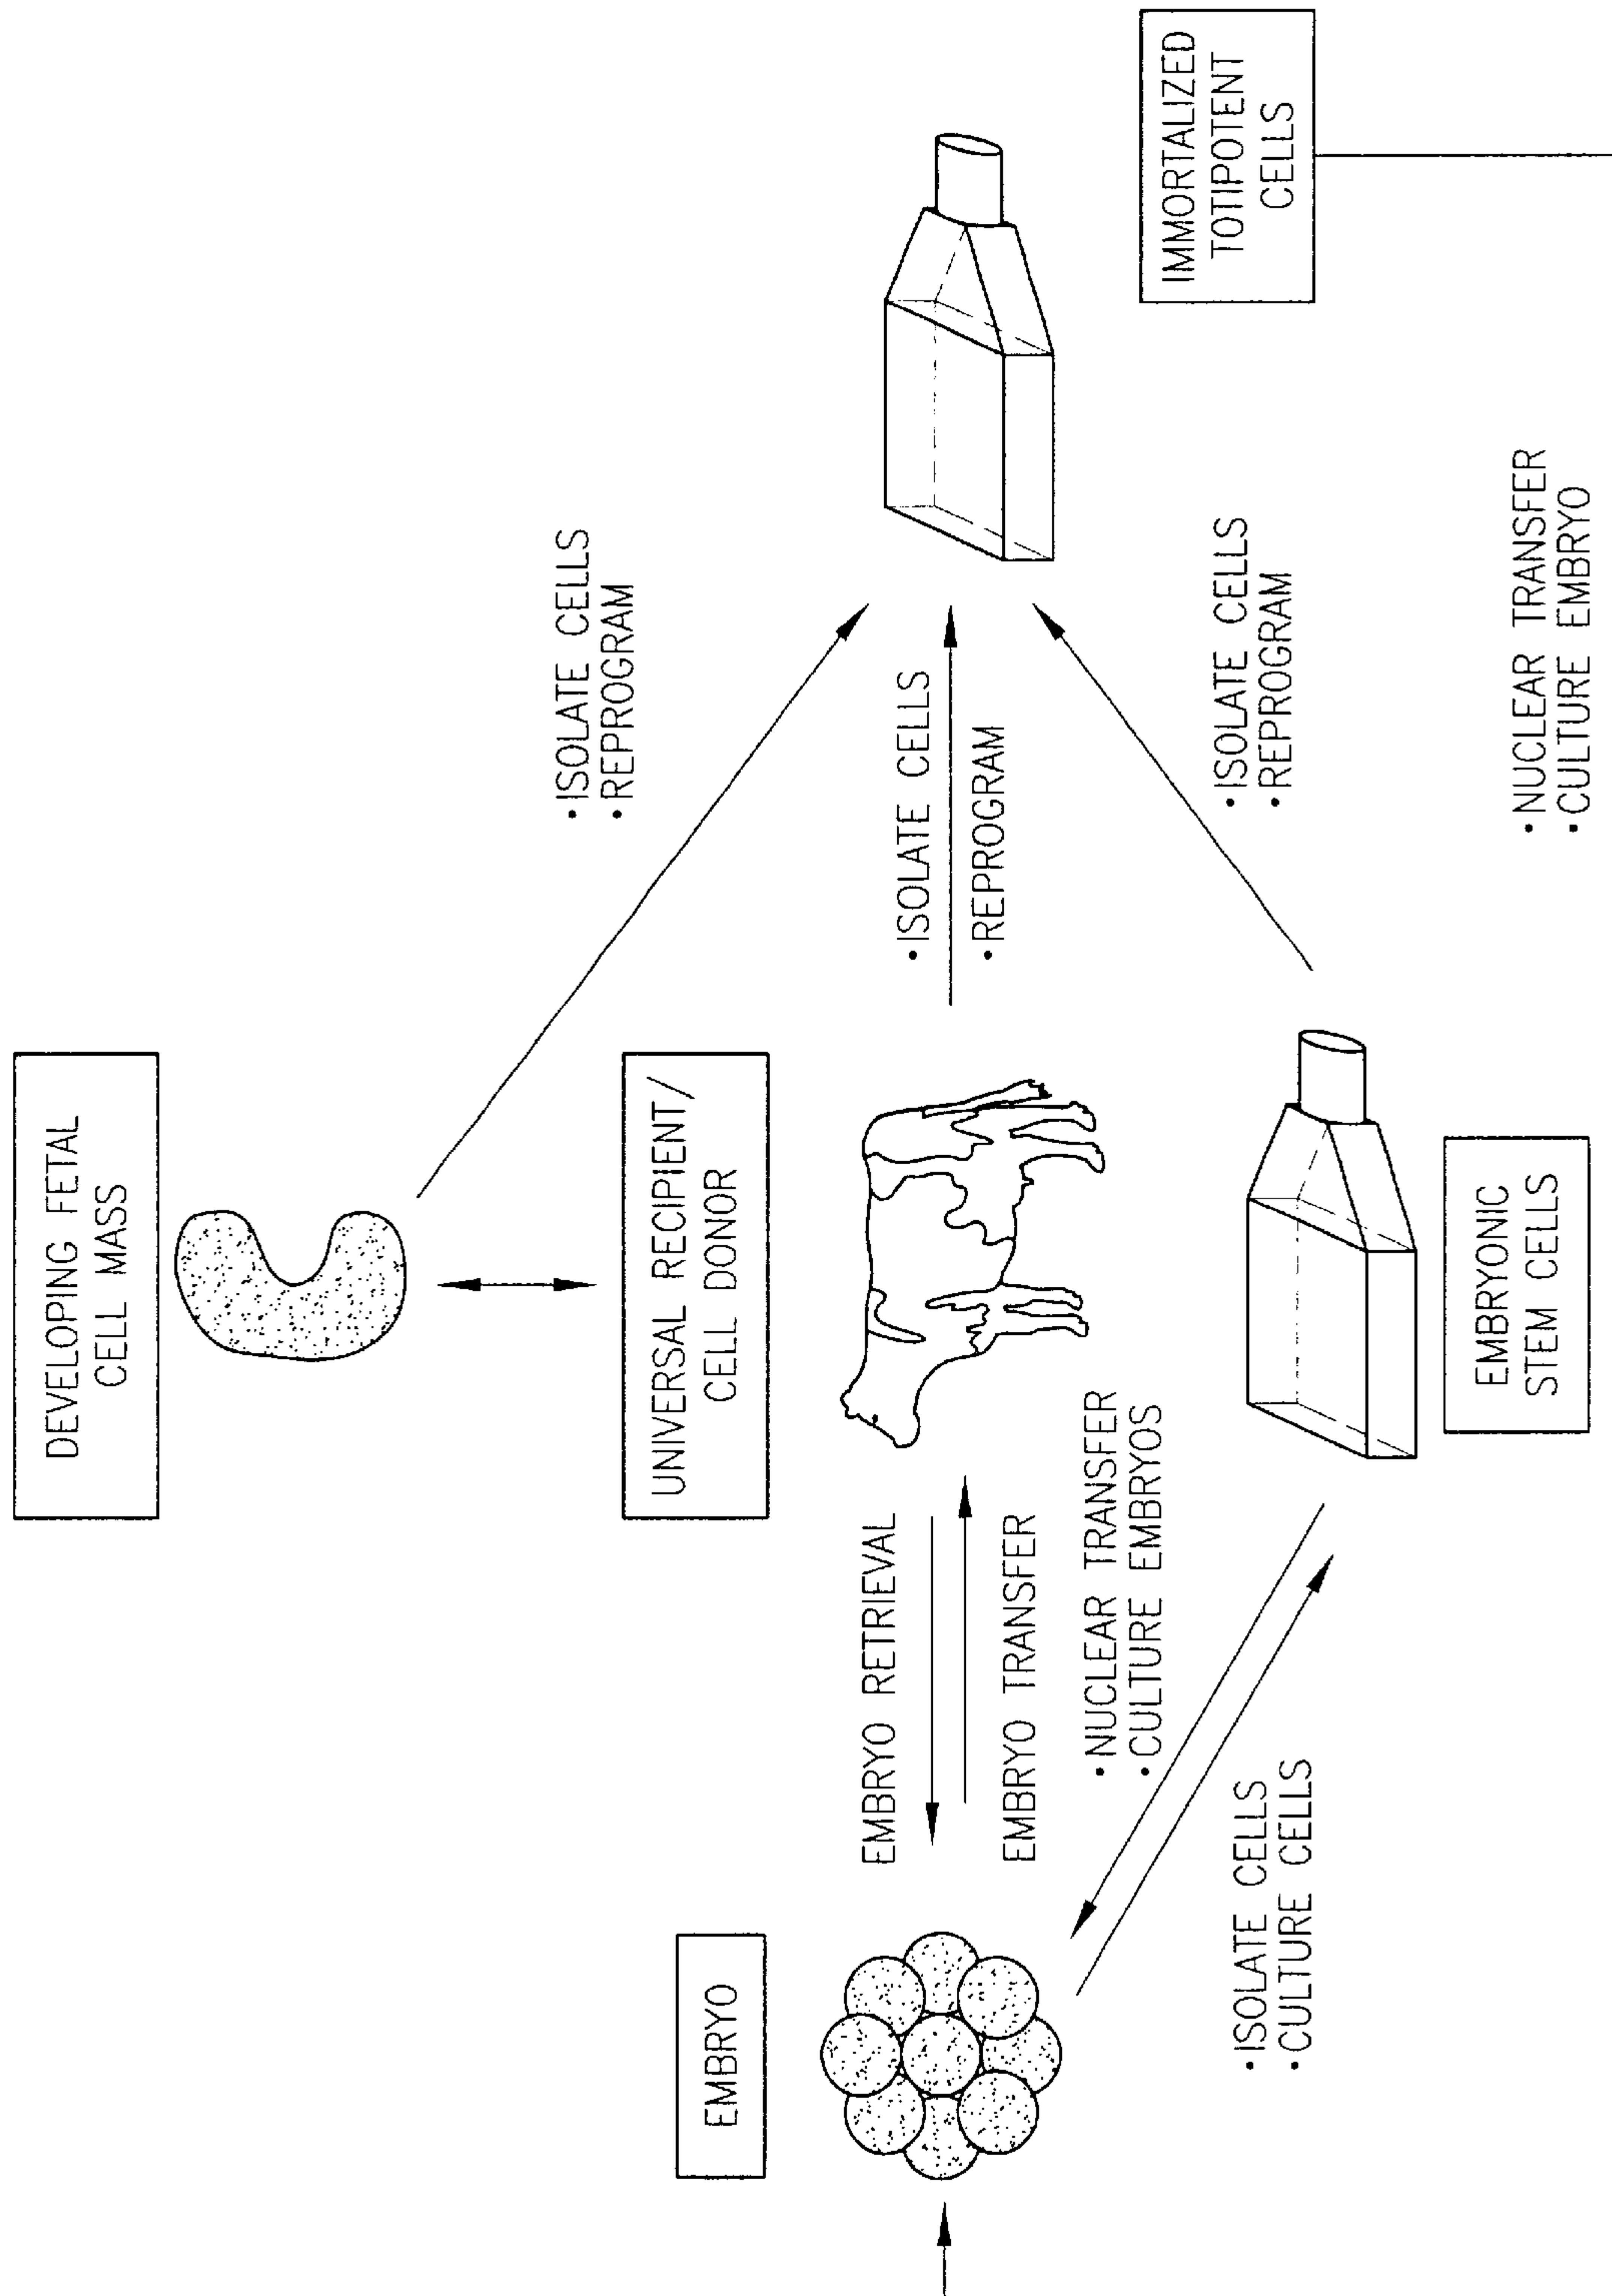 DEVELOPING FETAL
CELL MASS
•ISOLATE CELLS
•REPROGRAM
EMBRYO
UNIVERSAL RECIPIENT/
CELL DONOR
EMBRYO RETRIEVAL
EMBRYO TRANSFER
•ISOLATE CELLS
•REPROGRAM
•NUCLEAR TRANSFER
•CULTURE EMBRYOS
•ISOLATE CELLS
•CULTURE CELLS
•ISOLATE CELLS
•REPROGRAM
IMMORTALIZED
TOTIPOTENT
CELLS
EMBRYONIC
STEM CELLS
•NUCLEAR TRANSFER
•CULTURE EMBRYO